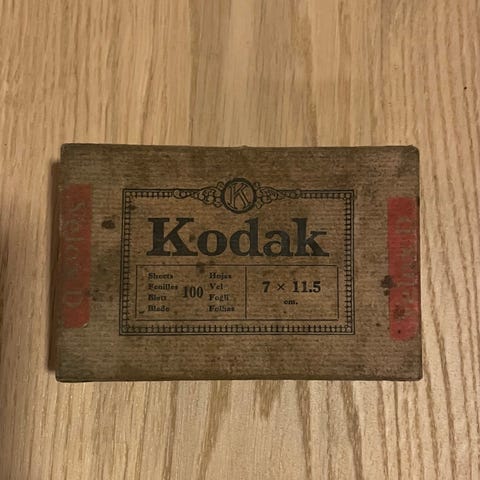 K
Kodak
Sheets Hojas
Feuilles Vel
100
Blatt Fogli
Blade Folhas
7 × 11.5
cm.